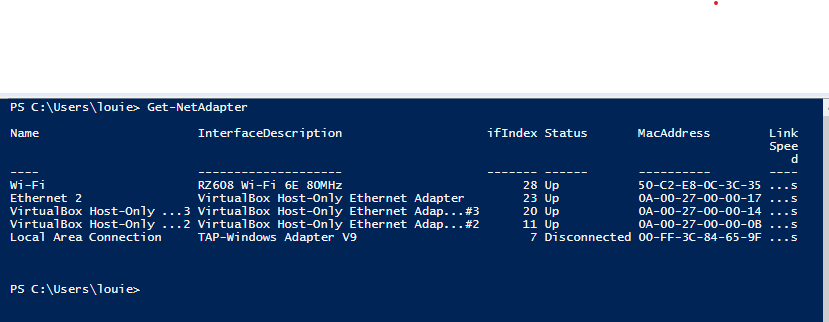 PS C:\Users\louie> Get-NetAdapter
Name InterfaceDescription ifIndex Status MacAddress Link
Spee
d
---- -------------------- ------- ------ ---------- ----
Wi-Fi RZ608 Wi-Fi 6E 80MHz 28 Up 50-C2-E8-0C-3C-35 ...s
Ethernet 2 VirtualBox Host-Only Ethernet Adapter 23 Up 0A-00-27-00-00-17 ...s
VirtualBox Host-Only ...3 VirtualBox Host-Only Ethernet Adap...#3 20 Up 0A-00-27-00-00-14 ...s
VirtualBox Host-Only ...2 VirtualBox Host-Only Ethernet Adap...#2 11 Up 0A-00-27-00-00-0B ...s
Local Area Connection TAP-Windows Adapter V9 7 Disconnected 00-FF-3C-84-65-9F ...s
PS C:\Users\louie>